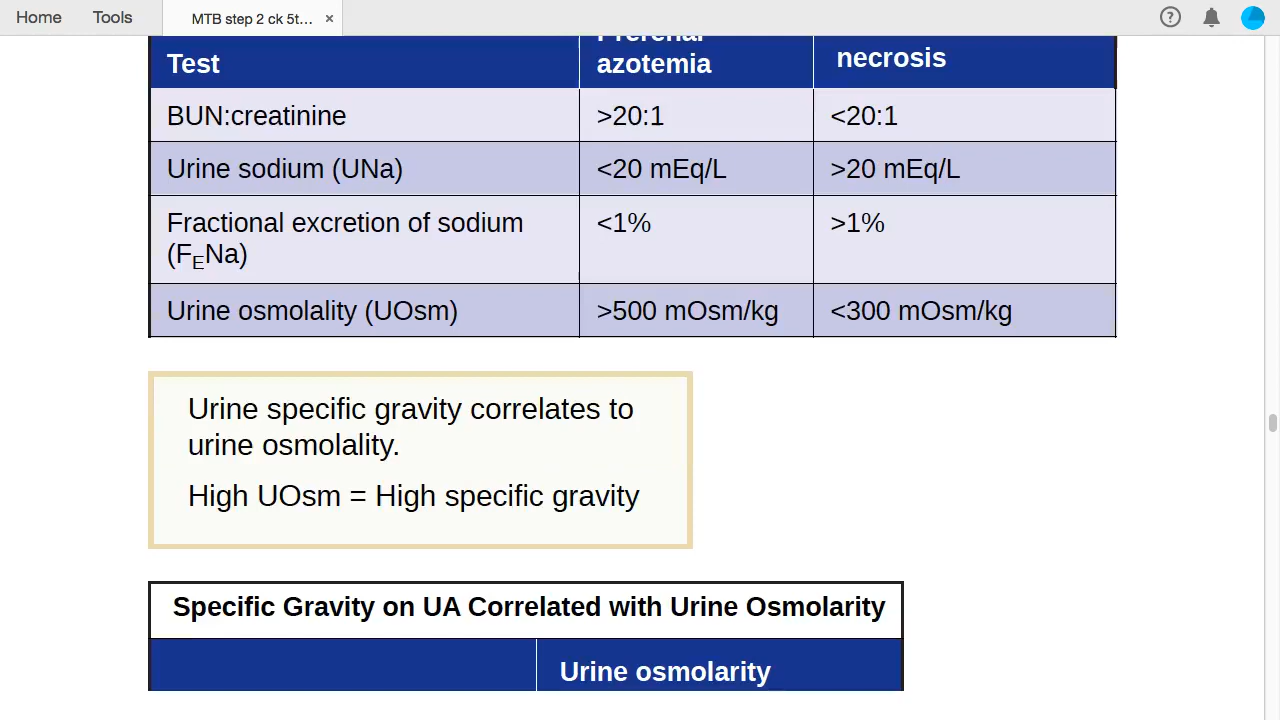 Home Tools MTB step 2 ck 5t... ×
Prerenal
Test azotemia necrosis
BUN:creatinine >20:1 <20:1
Urine sodium (UNa) <20 mEq/L >20 mEq/L
Fractional excretion of sodium <1% >1%
(FENa)
Urine osmolality (UOsm) >500 mOsm/kg <300 mOsm/kg
Urine specific gravity correlates to
urine osmolality.
High UOsm = High specific gravity
Specific Gravity on UA Correlated with Urine Osmolarity
Urine osmolarity